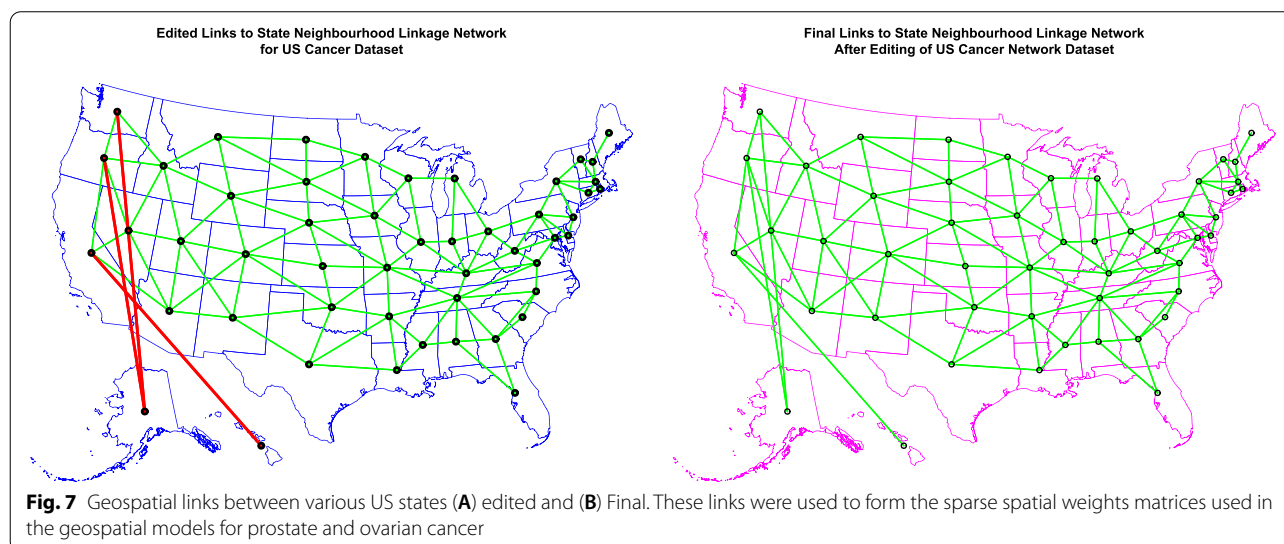 Edited Links to State Neighbourhood Linkage Network
for US Cancer Dataset
Final Links to State Neighbourhood Linkage Network
After Editing of US Cancer Network Dataset
Fig. 7 Geospatial links between various US states (A) edited and (B) Final. These links were used to form the sparse spatial weights matrices used in
the geospatial models for prostate and ovarian cancer